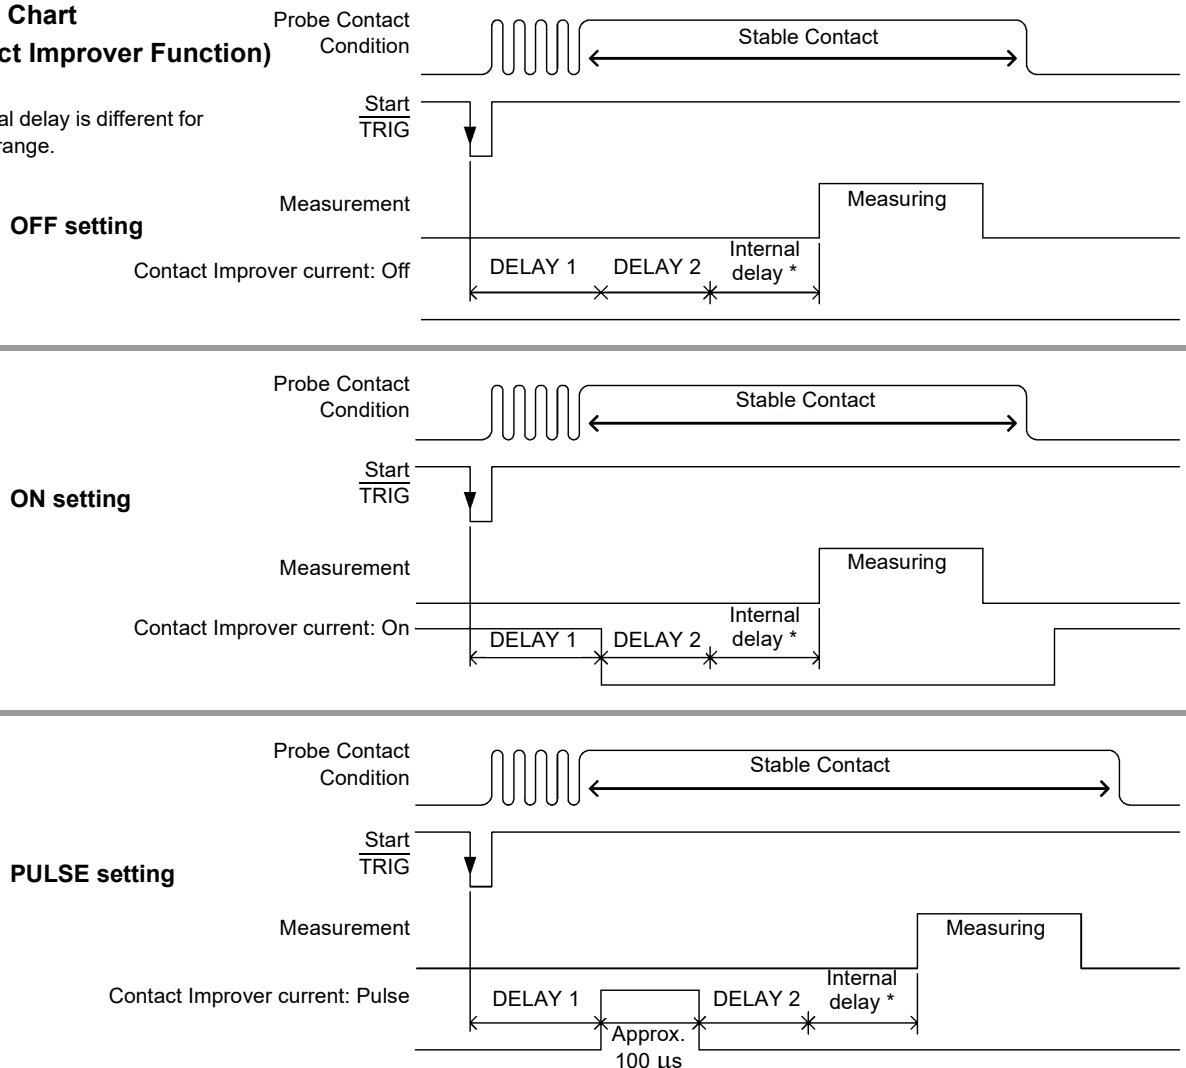 Chart
ct Improver Function)
al delay is different for
range.
Probe Contact
Condition
Stable Contact
Start
TRIG
Measurement
Measuring
OFF setting
Contact Improver current: Off
DELAY 1
DELAY 2
Internal
delay *
Probe Contact
Condition
Stable Contact
Start
TRIG
ON setting
Measurement
Measuring
Contact Improver current: On
DELAY 1
DELAY 2
Internal
delay *
Probe Contact
Condition
Stable Contact
Start
TRIG
PULSE setting
Measurement
Measuring
Contact Improver current: Pulse
DELAY 1
DELAY 2
Internal
delay *
Approx.
100 μs